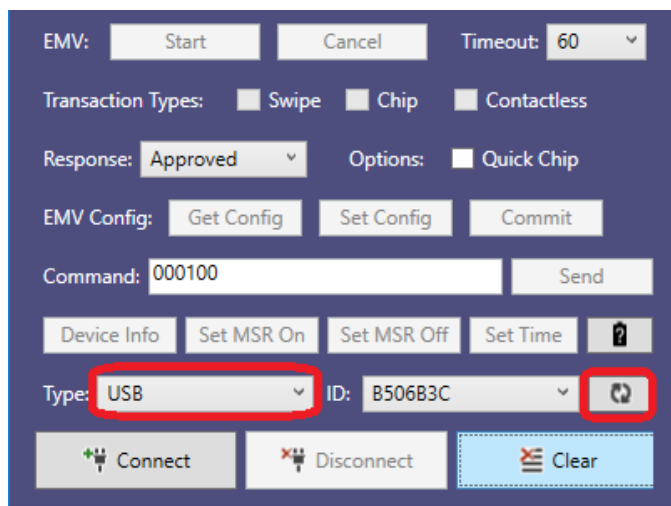 EMV: Start Cancel Timeout: 60
Transaction Types: Swipe Chip Contactless
Response: Approved Options: Quick Chip
EMV Config: Get Config Set Config Commit
Command: 000100 Send
Device Info Set MSR On Set MSR Off Set Time ?
Type: USB ID: B506B3C
Connect Disconnect Clear